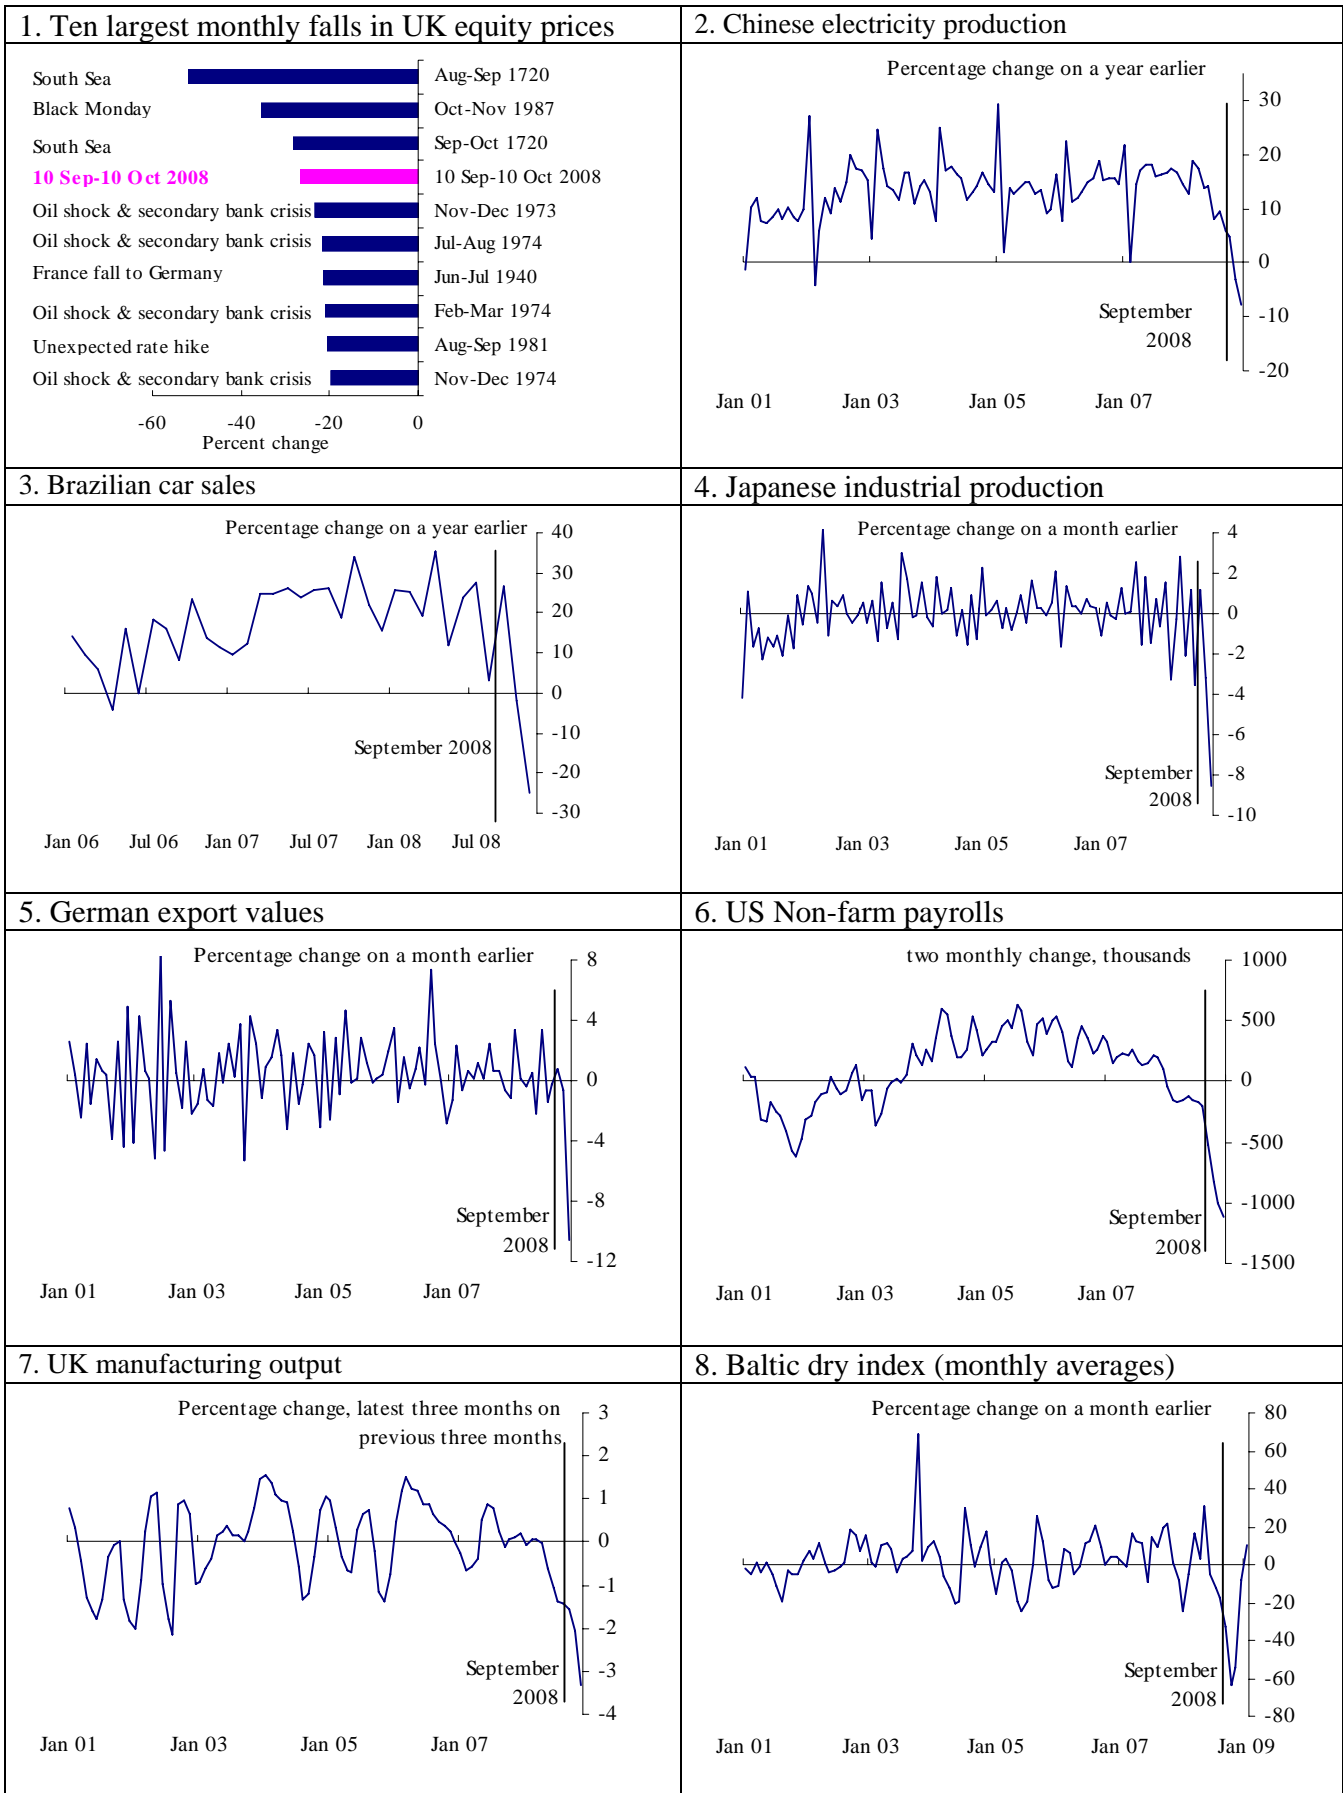 1. Ten largest monthly falls in UK equity prices
South Sea Aug-Sep 1720
Black Monday Oct-Nov 1987
South Sea Sep-Oct 1720
10 Sep-10 Oct 2008 10 Sep-10 Oct 2008
Oil shock & secondary bank crisis Nov-Dec 1973
Oil shock & secondary bank crisis Jul-Aug 1974
France fall to Germany Jun-Jul 1940
Oil shock & secondary bank crisis Feb-Mar 1974
Unexpected rate hike Aug-Sep 1981
Oil shock & secondary bank crisis Nov-Dec 1974
-60 -40 -20 0
Percent change
2. Chinese electricity production
Percentage change on a year earlier
30
20
10
0
-10
-20
September
2008
Jan 01 Jan 03 Jan 05 Jan 07
3. Brazilian car sales
Percentage change on a year earlier
40
30
20
10
0
-10
-20
-30
September 2008
Jan 06 Jul 06 Jan 07 Jul 07 Jan 08 Jul 08
4. Japanese industrial production
Percentage change on a month earlier
4
2
0
-2
-4
-6
-8
-10
September
2008
Jan 01 Jan 03 Jan 05 Jan 07
5. German export values
Percentage change on a month earlier
8
4
0
-4
-8
-12
September
2008
Jan 01 Jan 03 Jan 05 Jan 07
6. US Non-farm payrolls
two monthly change, thousands
1000
500
0
-500
-1000
-1500
September
2008
Jan 01 Jan 03 Jan 05 Jan 07
7. UK manufacturing output
Percentage change, latest three months on
previous three months
3
2
1
0
-1
-2
-3
-4
September
2008
Jan 01 Jan 03 Jan 05 Jan 07
8. Baltic dry index (monthly averages)
Percentage change on a month earlier
80
60
40
20
0
-20
-40
-60
-80
September
2008
Jan 01 Jan 03 Jan 05 Jan 07 Jan 09